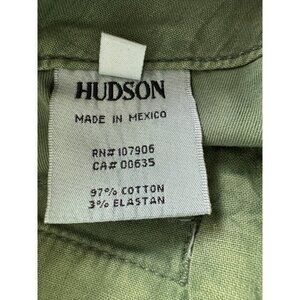 HUDSON
MADE IN MEXICO
RN# 107906
CA# 00635
97% COTTON
3% ELASTAN